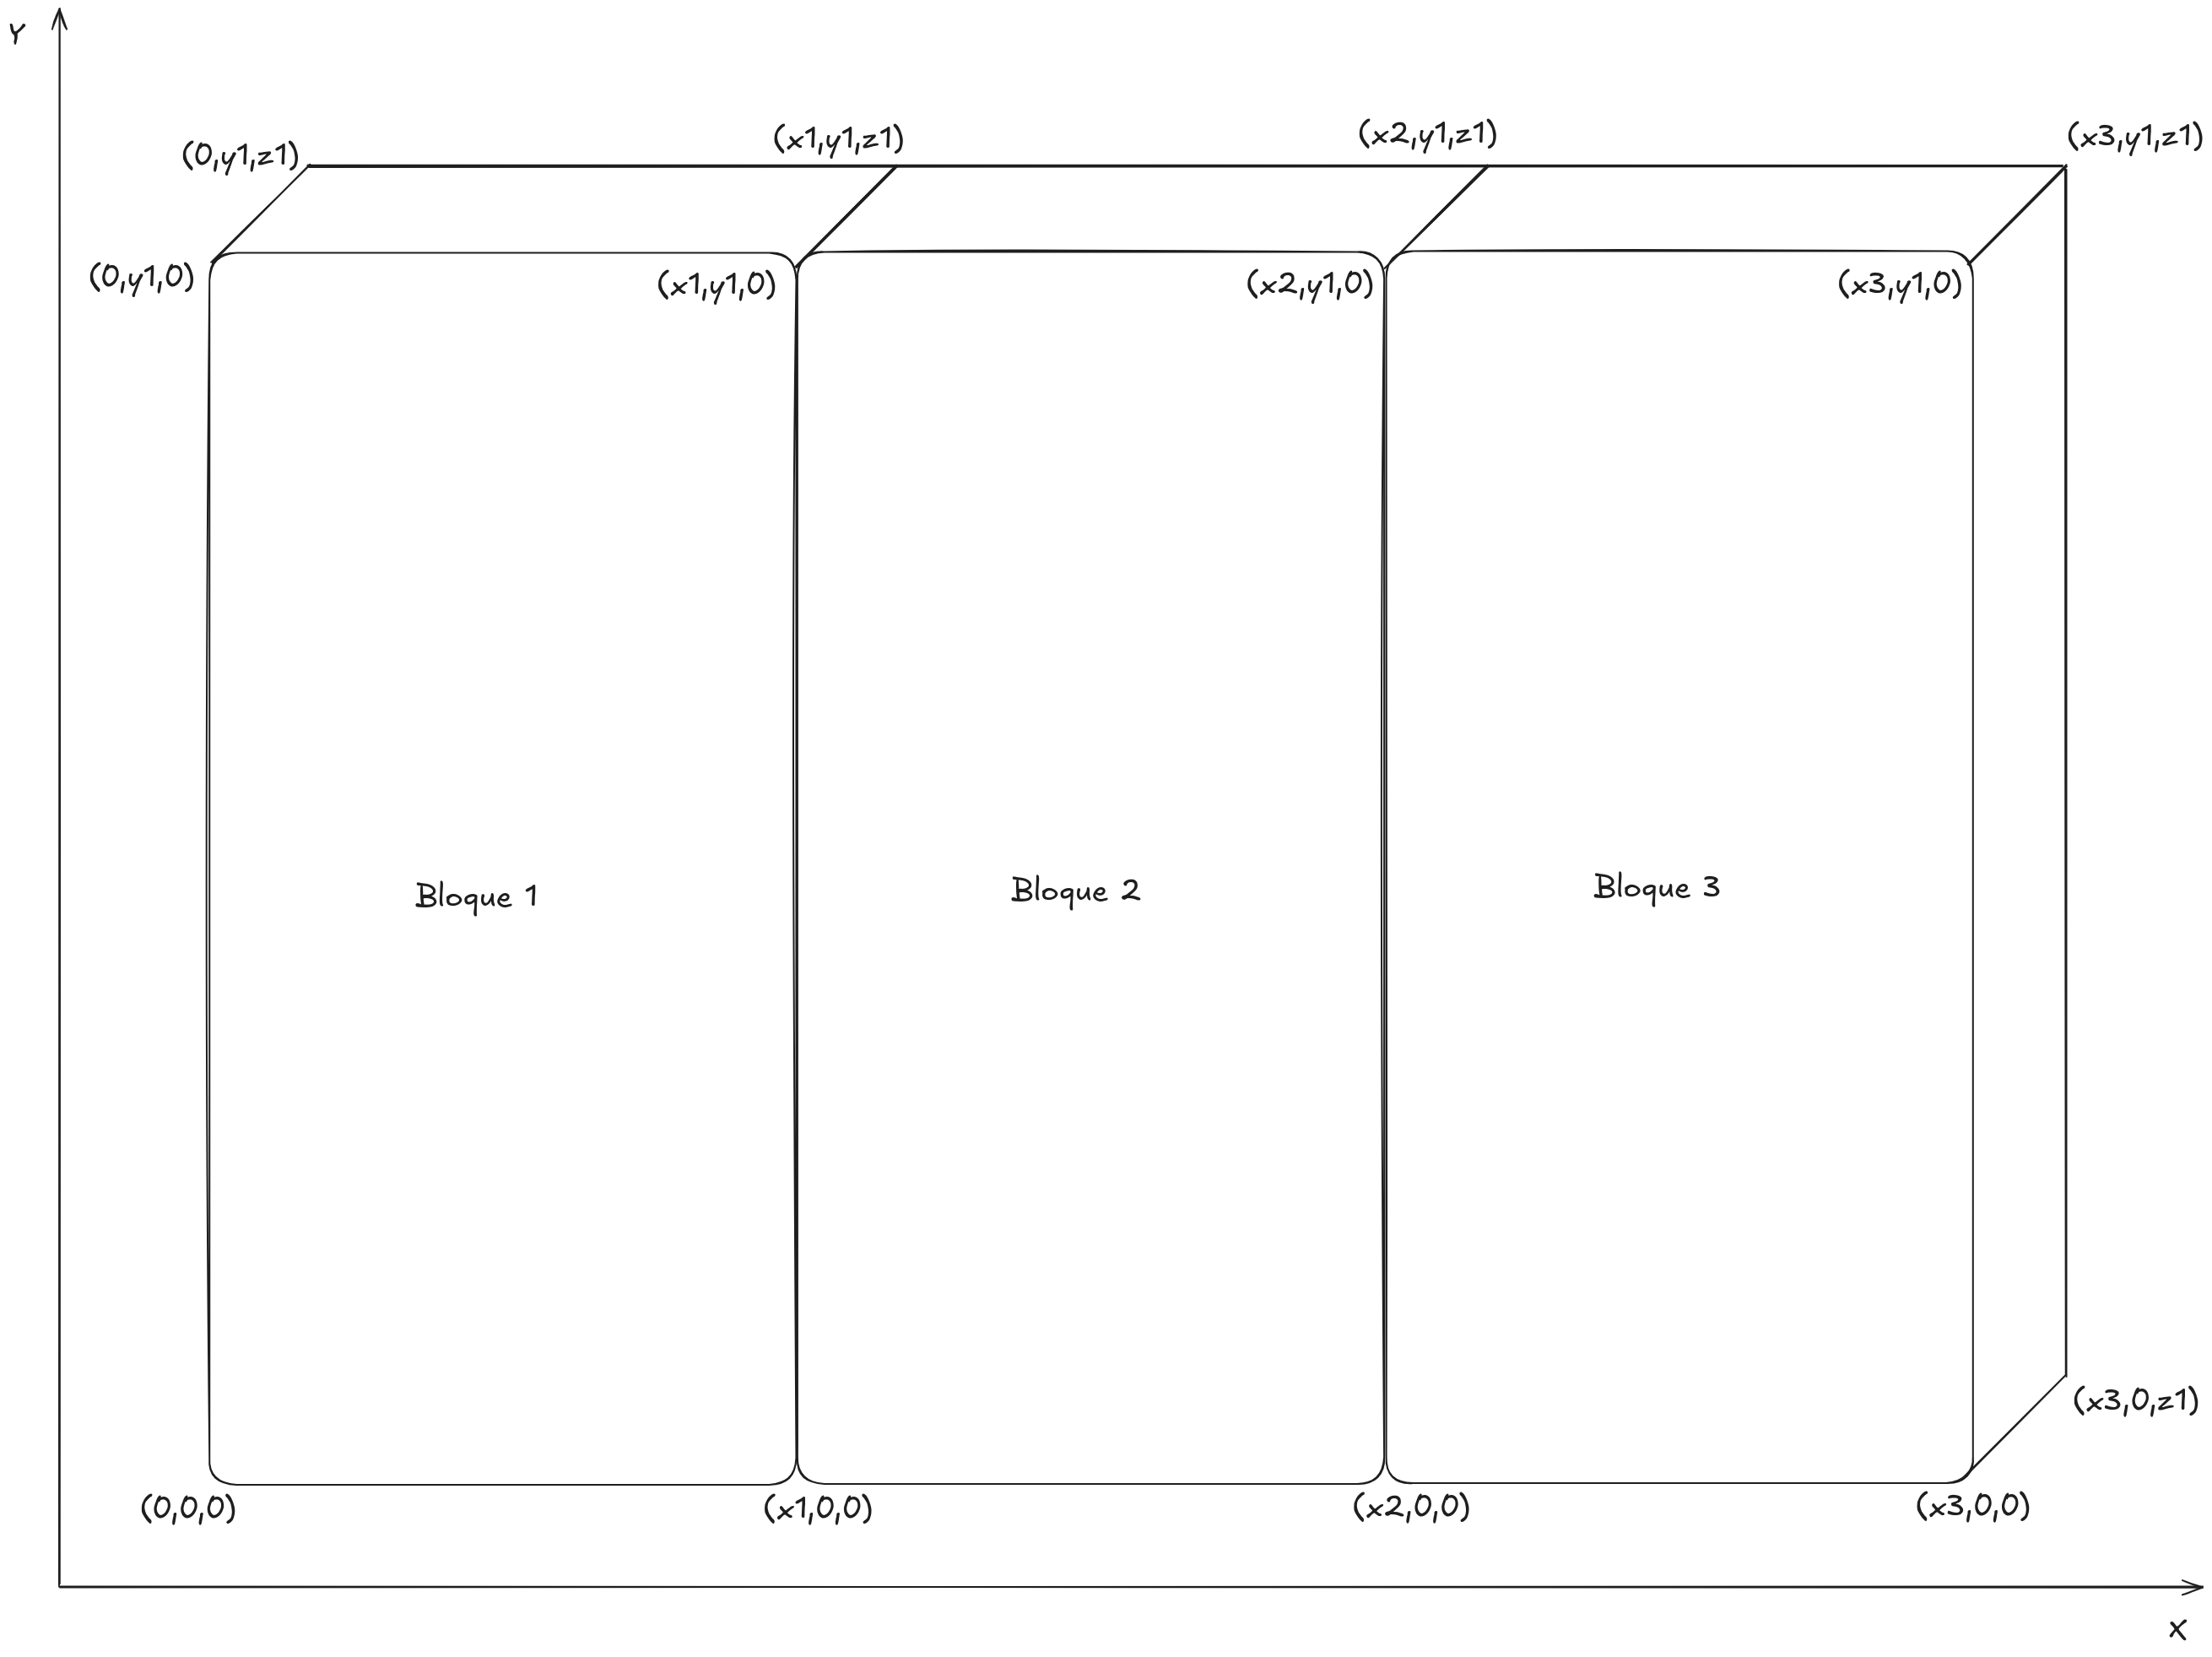 Y
(0,y1,z1)
(x1,y1,z1)
(x2,y1,z1)
(x3,y1,z1)
(0,y1,0)
(x1,y1,0)
(x2,y1,0)
(x3,y1,0)
Bloque 1
Bloque 2
Bloque 3
(x3,0,z1)
(0,0,0)
(x1,0,0)
(x2,0,0)
(x3,0,0)
X